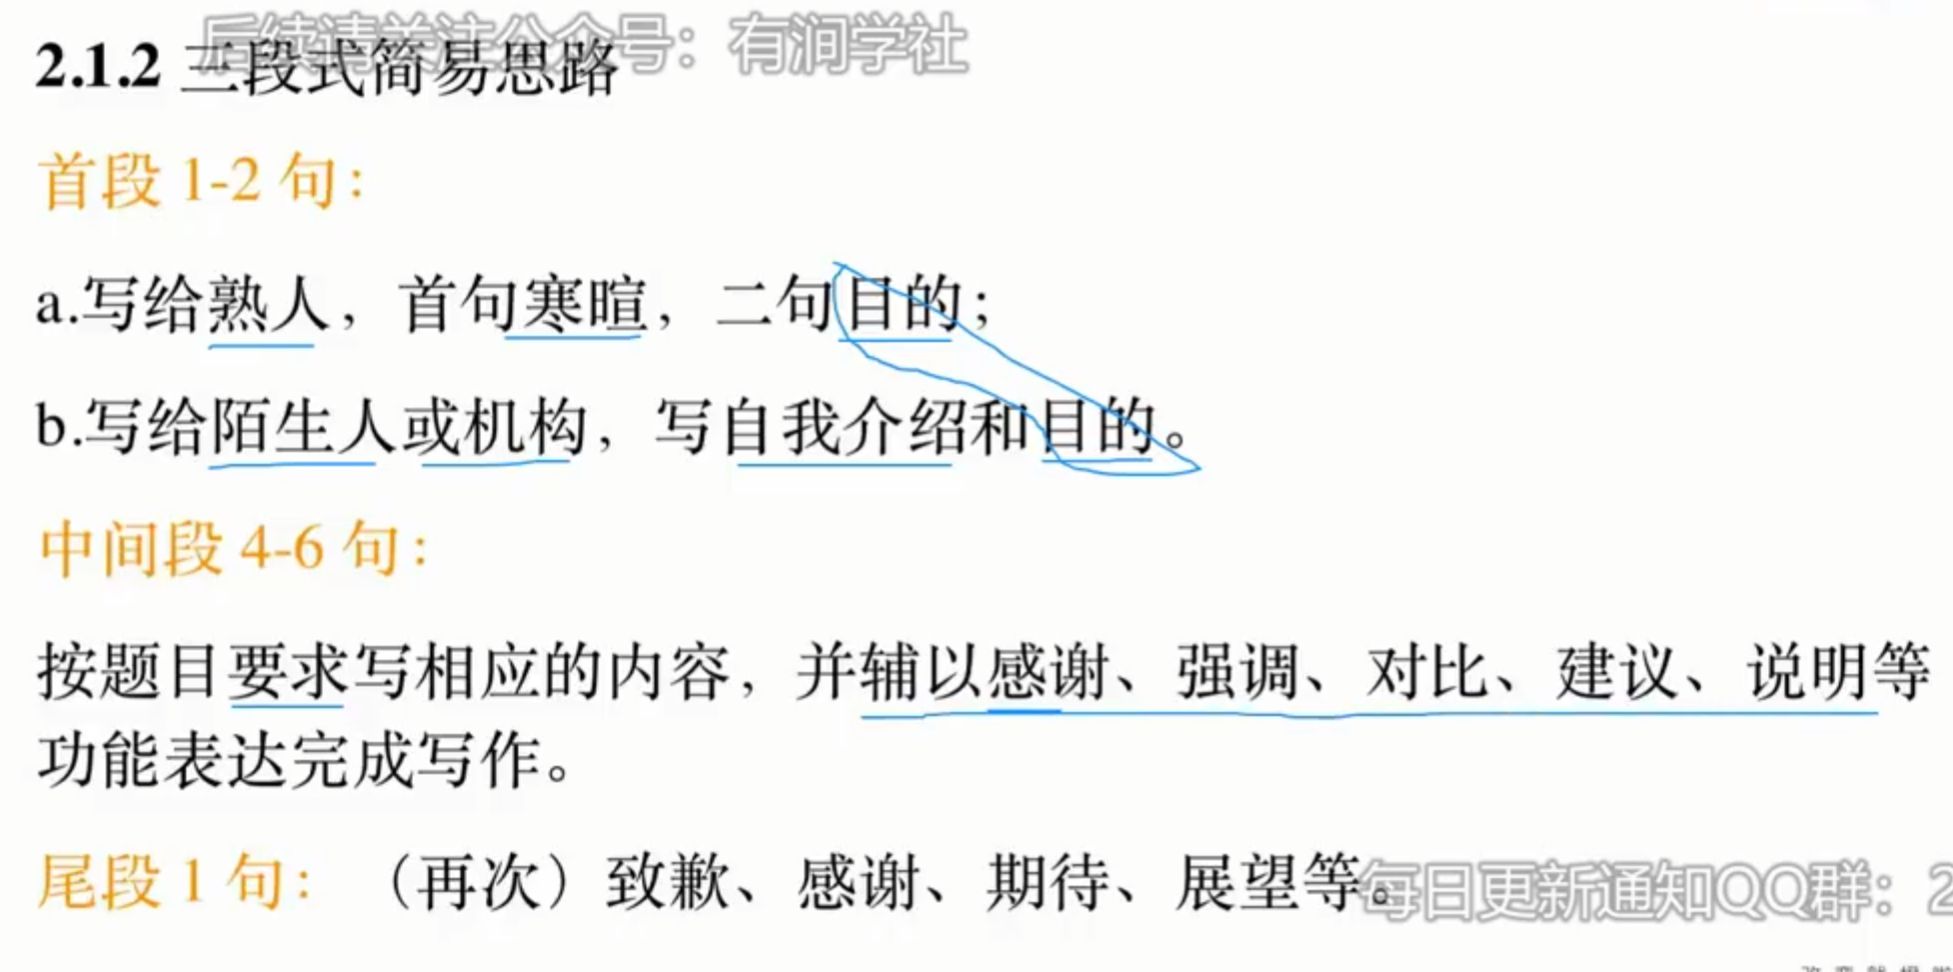 后续请关注公众号：有涧学社
2.1.2 三段式简易思路
首段 1-2 句：
a.写给熟人，首句寒暄，二句目的；
b.写给陌生人或机构，写自我介绍和目的。
中间段 4-6 句：
按题目要求写相应的内容，并辅以感谢、强调、对比、建议、说明等
功能表达完成写作。
尾段 1 句：（再次）致歉、感谢、期待、展望等。
每日更新通知QQ群：2